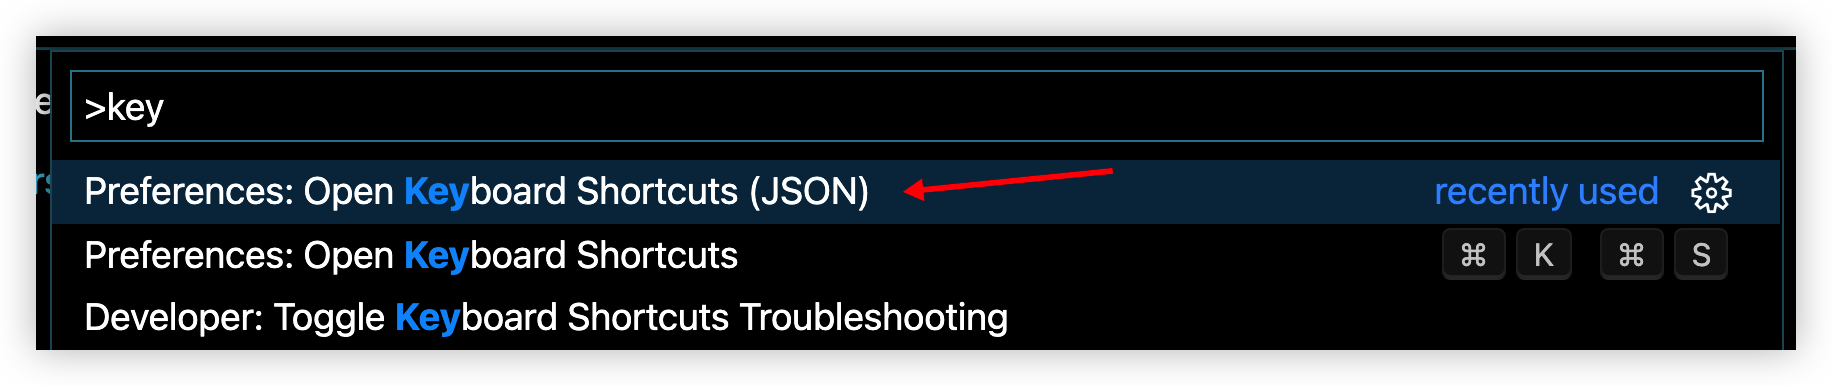 >key
Preferences: Open Keyboard Shortcuts (JSON) recently used
Preferences: Open Keyboard Shortcuts ⌘ K ⌘ S
Developer: Toggle Keyboard Shortcuts Troubleshooting